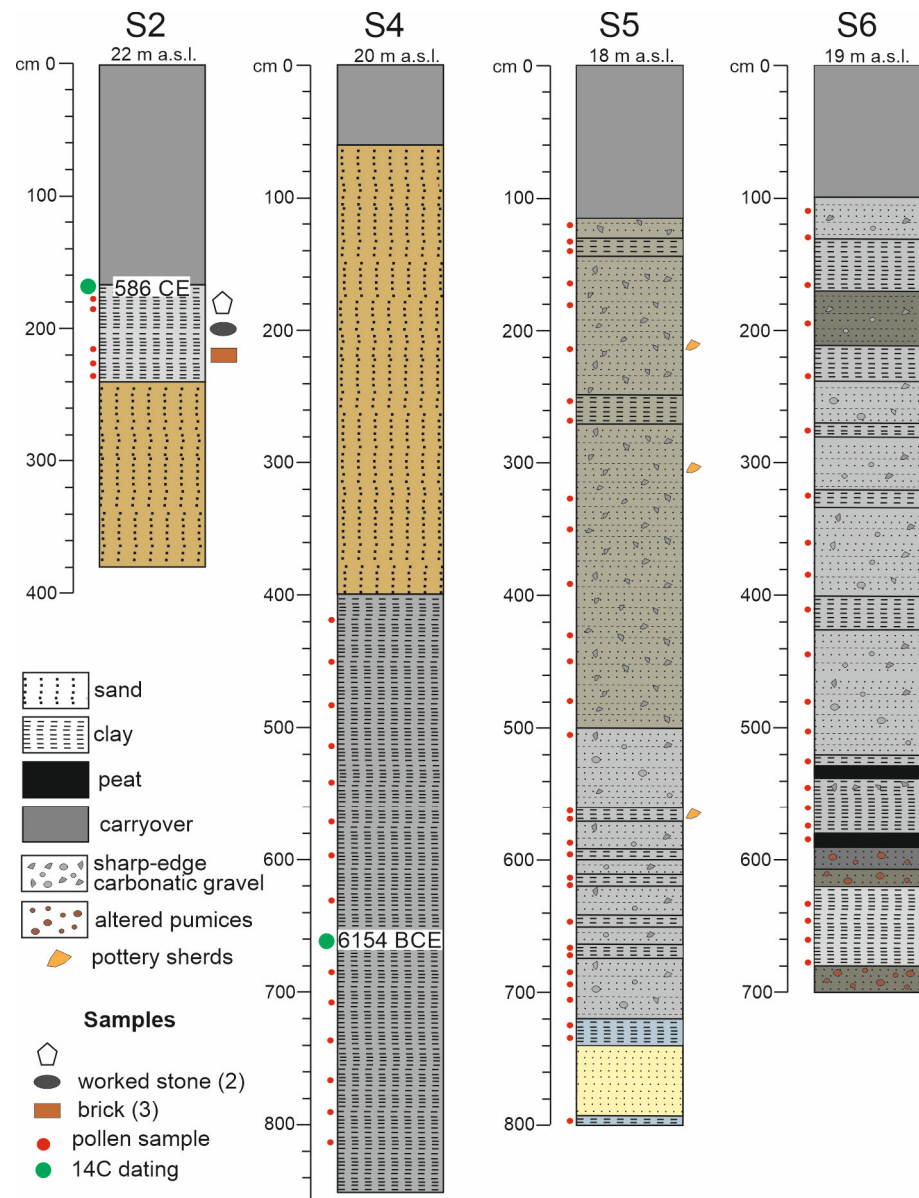 S2
22 m a.s.l.
cm 0
100
586 CE
200
300
400
S4
20 m a.s.l.
cm 0
100
200
300
400
500
600
6154 BCE
700
800
S5
18 m a.s.l.
cm 0
100
200
300
400
500
600
700
800
S6
19 m a.s.l.
cm 0
100
200
300
400
500
600
700
sand
clay
peat
carryover
sharp-edge
carbonatic gravel
altered pumices
pottery sherds
Samples
worked stone (2)
brick (3)
pollen sample
14C dating